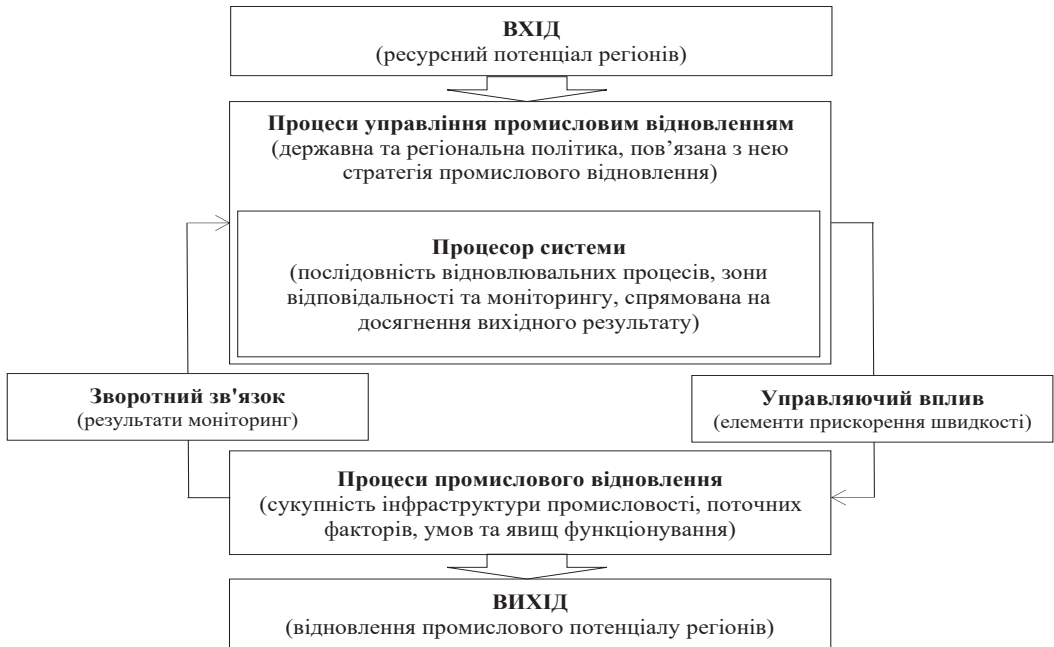 ВХІД
(ресурсний потенціал регіонів)
Процеси управління промисловим відновленням
(державна та регіональна політика, пов’язана з нею
стратегія промислового відновлення)
Процесор системи
(послідовність відновлювальних процесів, зони
відповідальності та моніторингу, спрямована на
досягнення вихідного результату)
Зворотний зв'язок
(результати моніторинг)
Управляючий вплив
(елементи прискорення швидкості)
Процеси промислового відновлення
(сукупність інфраструктури промисловості, поточних
факторів, умов та явищ функціонування)
ВИХІД
(відновлення промислового потенціалу регіонів)